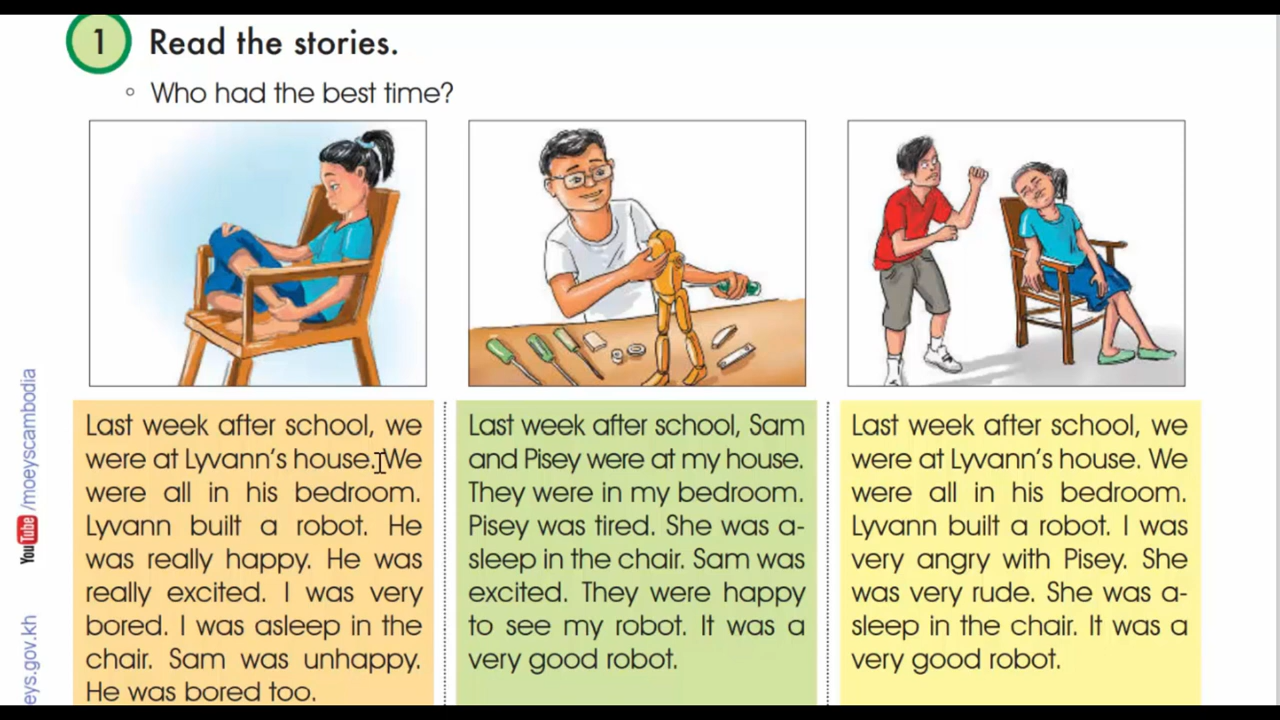 1 Read the stories.
◦ Who had the best time?
Last week after school, we
were at Lyvann's house. We
were all in his bedroom.
Lyvann built a robot. He
was really happy. He was
really excited. I was very
bored. I was asleep in the
chair. Sam was unhappy.
He was bored too.
Last week after school, Sam
and Pisey were at my house.
They were in my bedroom.
Pisey was tired. She was a-
sleep in the chair. Sam was
excited. They were happy
to see my robot. It was a
very good robot.
Last week after school, we
were at Lyvann's house. We
were all in his bedroom.
Lyvann built a robot. I was
very angry with Pisey. She
was very rude. She was a-
sleep in the chair. It was a
very good robot.
YouTube /moeyscambodia
eys.gov.kh